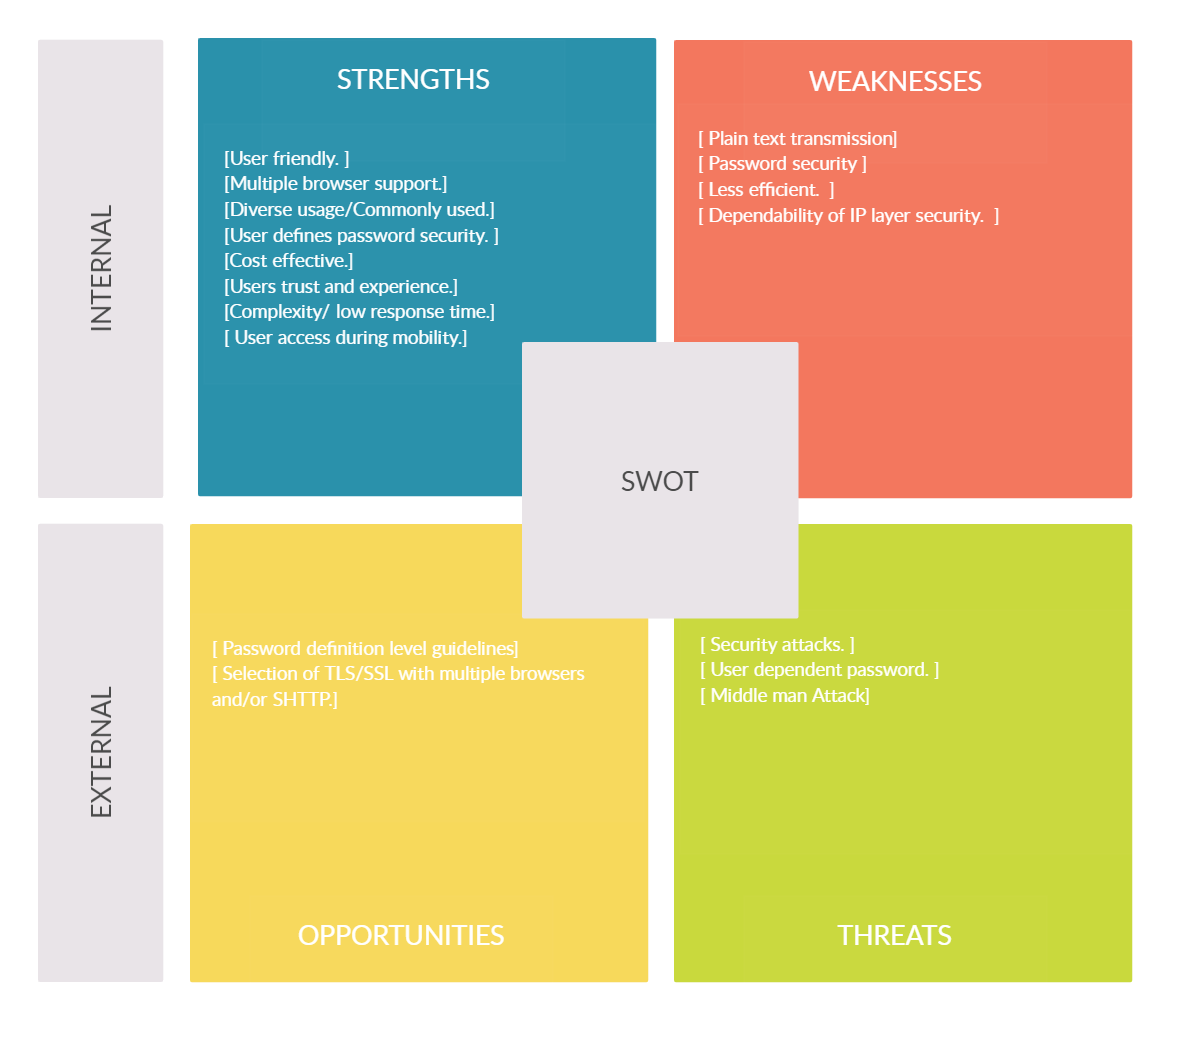 INTERNAL
STRENGTHS
[User friendly. ]
[Multiple browser support.]
[Diverse usage/Commonly used.]
[User defines password security. ]
[Cost effective.]
[Users trust and experience.]
[Complexity/ low response time.]
[ User access during mobility.]
WEAKNESSES
[ Plain text transmission]
[ Password security ]
[ Less efficient.  ]
[ Dependability of IP layer security.  ]
SWOT
EXTERNAL
[ Password definition level guidelines]
[ Selection of TLS/SSL with multiple browsers
and/or SHTTP.]
OPPORTUNITIES
[ Security attacks. ]
[ User dependent password. ]
[ Middle man Attack]
THREATS